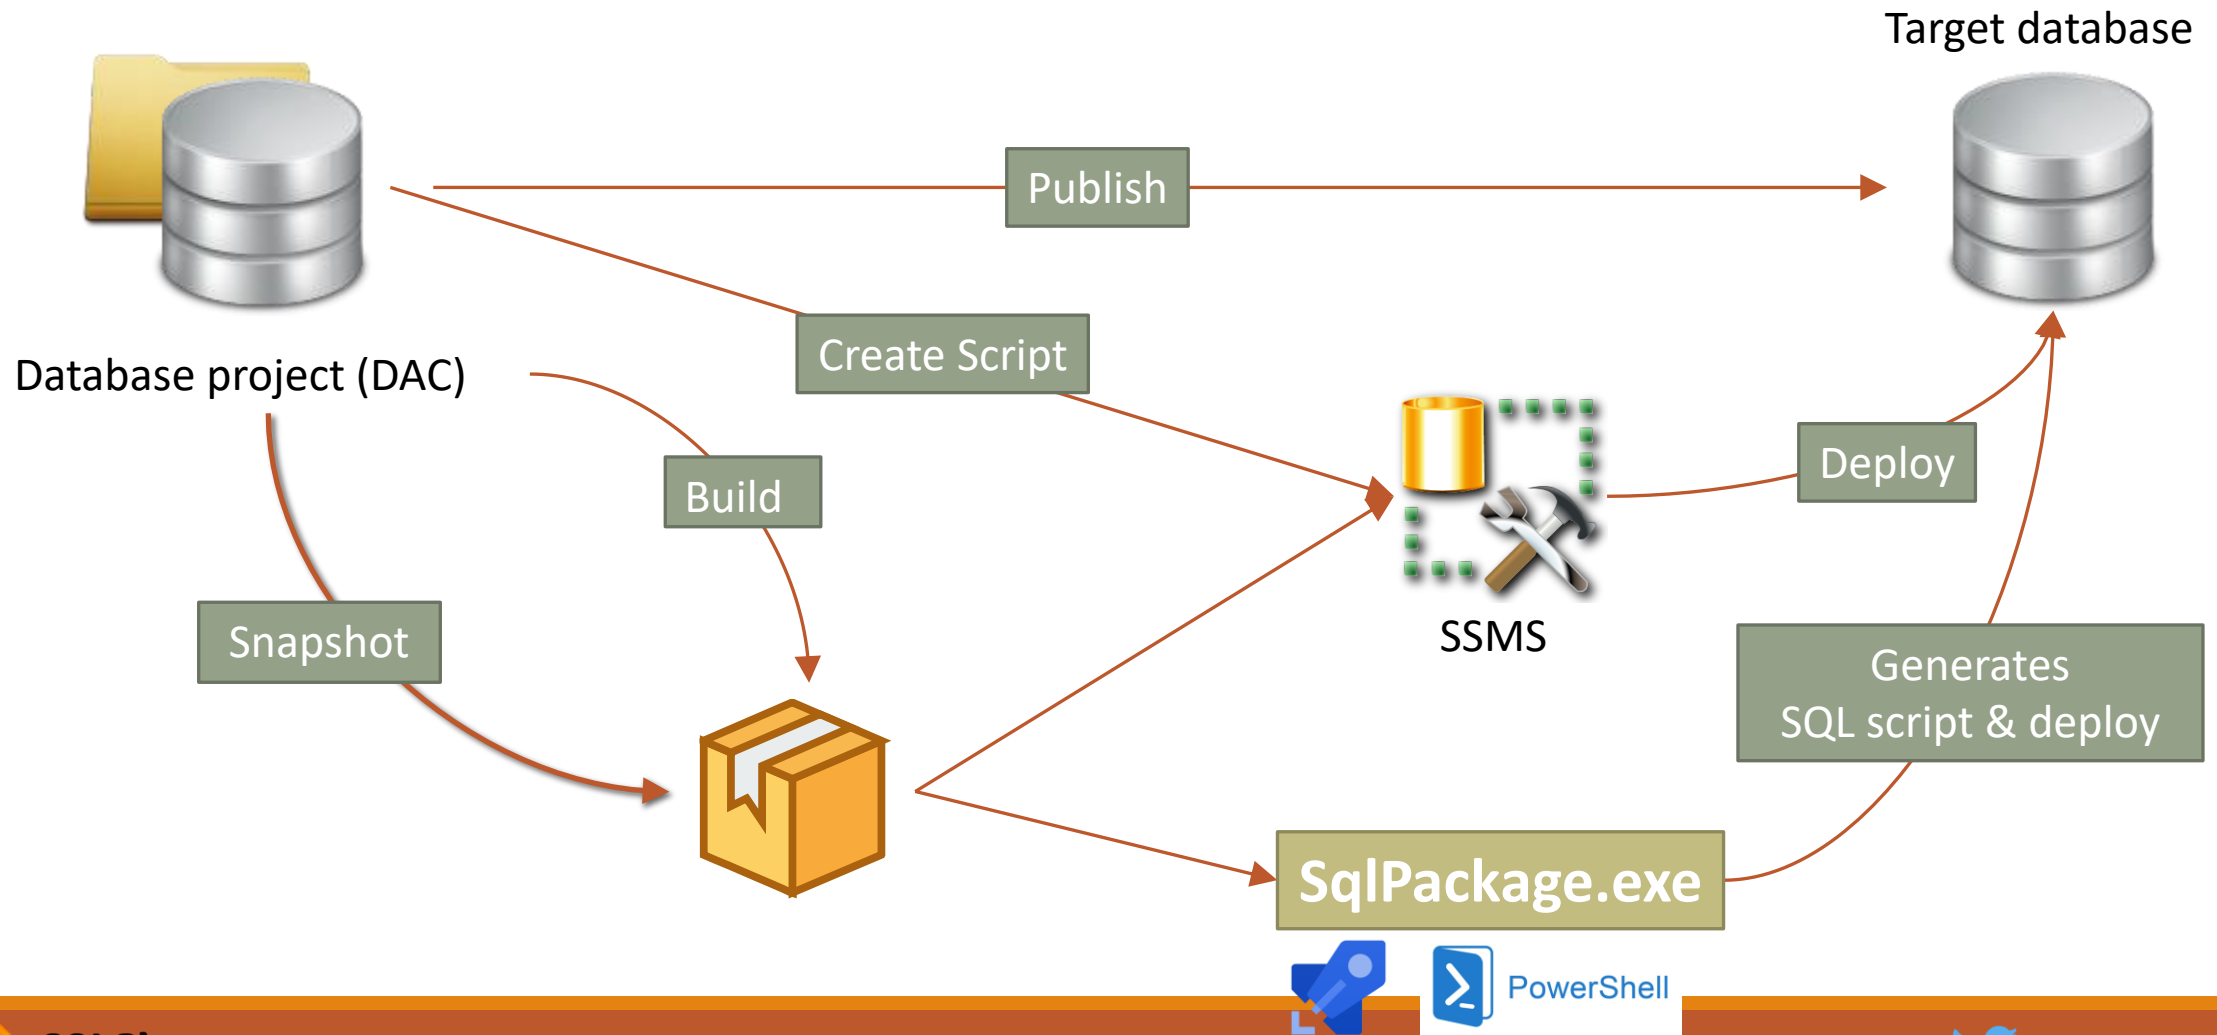 Target database
Publish
Create Script
Database project (DAC)
Deploy
Build
SSMS
Snapshot
Generates
SQL script & deploy
SqlPackage.exe
PowerShell